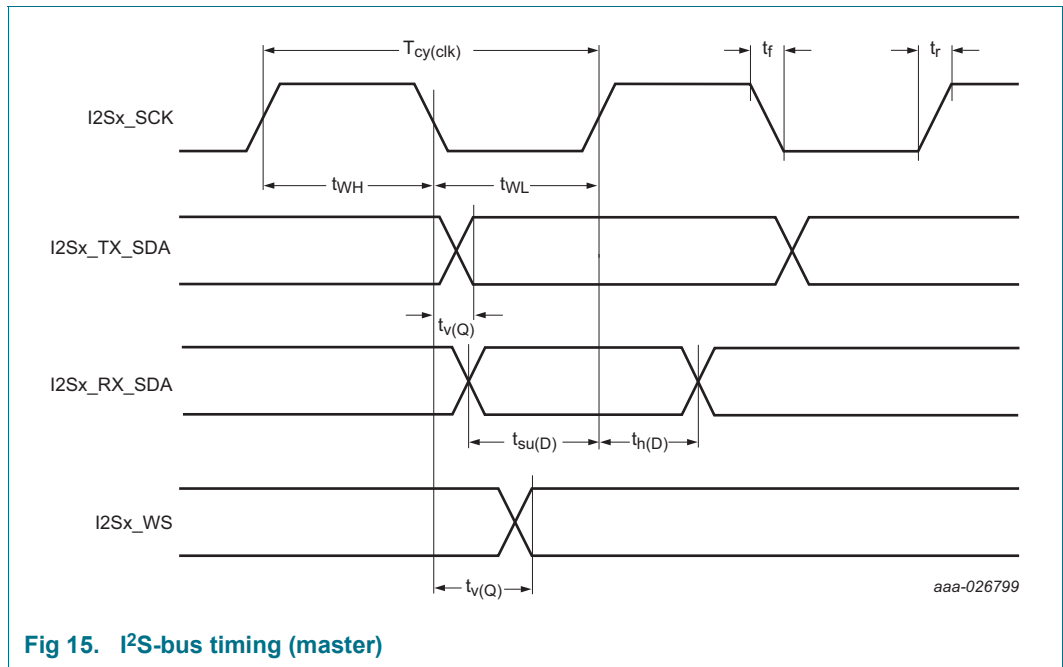 Tcy(clk)
tf
tr
I2Sx_SCK
tWH
tWL
I2Sx_TX_SDA
tv(Q)
I2Sx_RX_SDA
tsu(D)
th(D)
I2Sx_WS
tv(Q)
aaa-026799
Fig 15. I²S-bus timing (master)